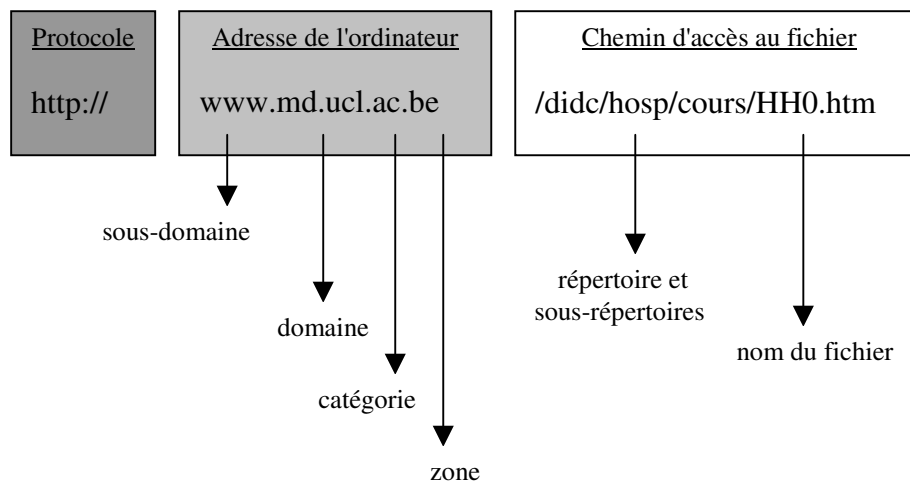 Protocole
http://
Adresse de l'ordinateur
www.md.ucl.ac.be
Chemin d'accès au fichier
/didc/hosp/cours/HH0.htm
sous-domaine
domaine
catégorie
zone
répertoire et
sous-répertoires
nom du fichier